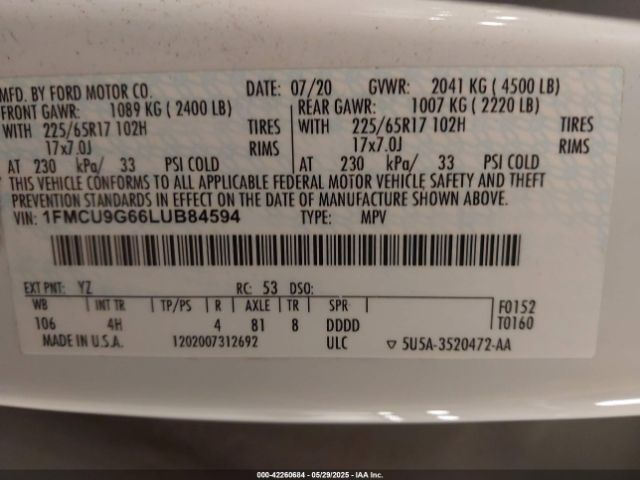 MFD. BY FORD MOTOR CO. DATE: 07/20 GVWR: 2041 KG ( 4500 LB)
FRONT GAWR: 1089 KG ( 2400 LB) REAR GAWR: 1007 KG ( 2220 LB)
WITH 225/65R17 102H TIRES WITH 225/65R17 102H TIRES
17x7.0J RIMS 17x7.0J RIMS
AT 230 kPa/ 33 PSI COLD AT 230 kPa/ 33 PSI COLD
THIS VEHICLE CONFORMS TO ALL APPLICABLE FEDERAL MOTOR VEHICLE SAFETY AND THEFT
PREVENTION STANDARDS IN EFFECT ON THE DATE OF MANUFACTURE SHOWN ABOVE.
VIN: 1FMCU9G66LUB84594 TYPE: MPV
EXT PNT: YZ RC: 53 DSO:
WB INT TR TP/PS R AXLE TR SPR F0152
106 4H 4 81 8 DDDD T0160
MADE IN U.S.A. 1202007312692 ULC ▽ 5U5A-3520472-AA
000-42260684 - 05/29/2025 - IAA Inc.